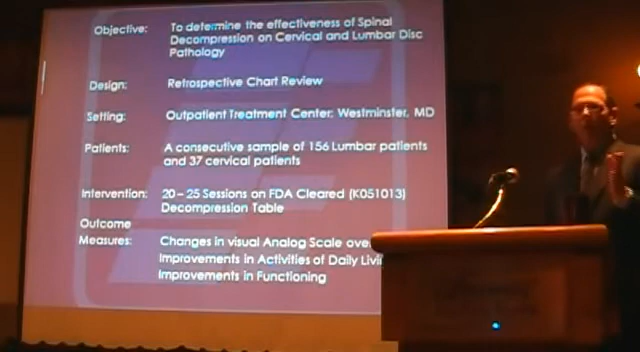 Objective: To determine the effectiveness of Spinal
Decompression on Cervical and Lumbar Disc
Pathology
Design: Retrospective Chart Review
Setting: Outpatient Treatment Center: Westminster, MD
Patients: A consecutive sample of 156 Lumbar patients
and 37 cervical patients
Intervention: 20 – 25 Sessions on FDA Cleared (K051013)
Decompression Table
Outcome
Measures: Changes in visual Analog Scale over
Improvements in Activities of Daily
Improvements in Functioning